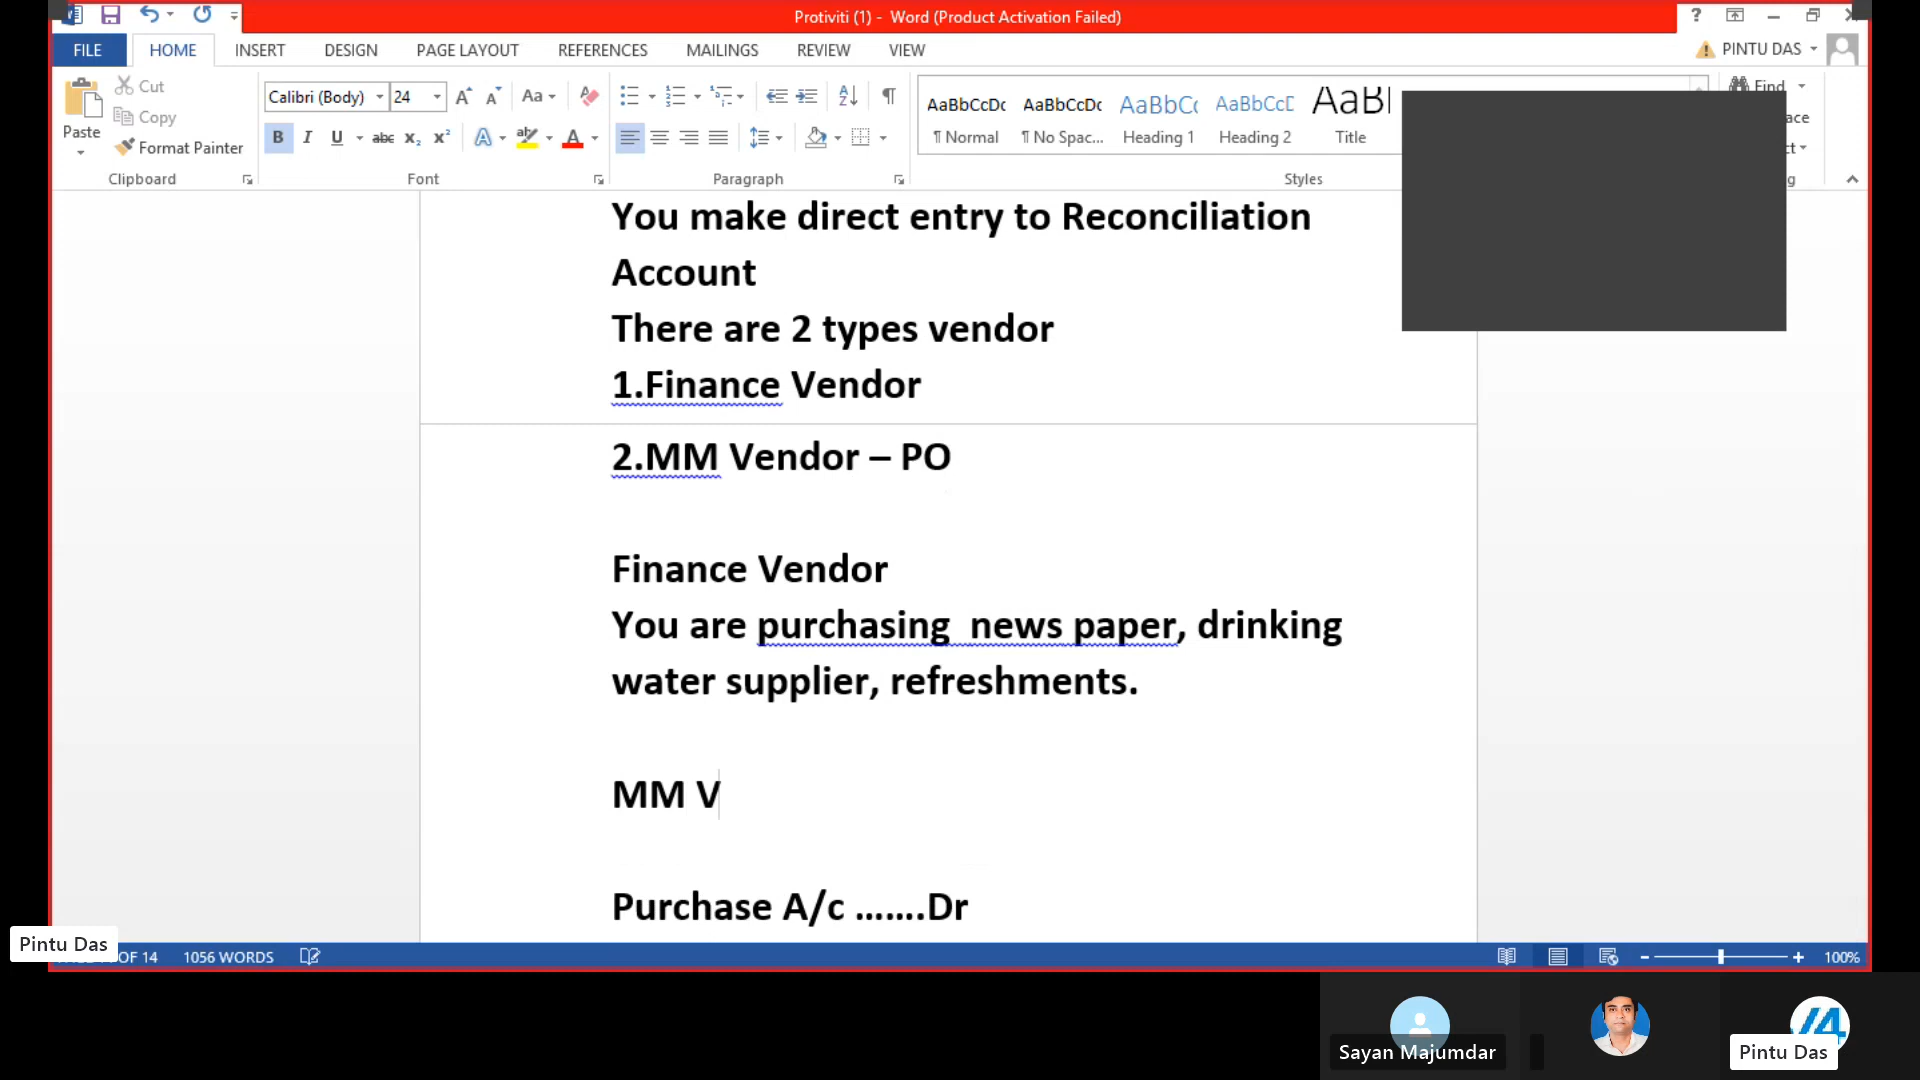 Protiviti (1) - Word (Product Activation Failed)
?
FILE HOME INSERT DESIGN PAGE LAYOUT REFERENCES MAILINGS REVIEW VIEW
PINTU DAS
Paste
Cut
Copy
Format Painter
Clipboard
Calibri (Body) 24
Font
Paragraph
AaBbCcDc AaBbCcDc AaBbC AaBbCcD AaB
¶ Normal ¶ No Spac... Heading 1 Heading 2 Title
Styles
Find
You make direct entry to Reconciliation
Account
There are 2 types vendor
1.Finance Vendor
2.MM Vendor – PO
Finance Vendor
You are purchasing  news paper, drinking
water supplier, refreshments.
MM V
Purchase A/c …….Dr
Pintu Das
OF 14 1056 WORDS
100%
Sayan Majumdar
Pintu Das